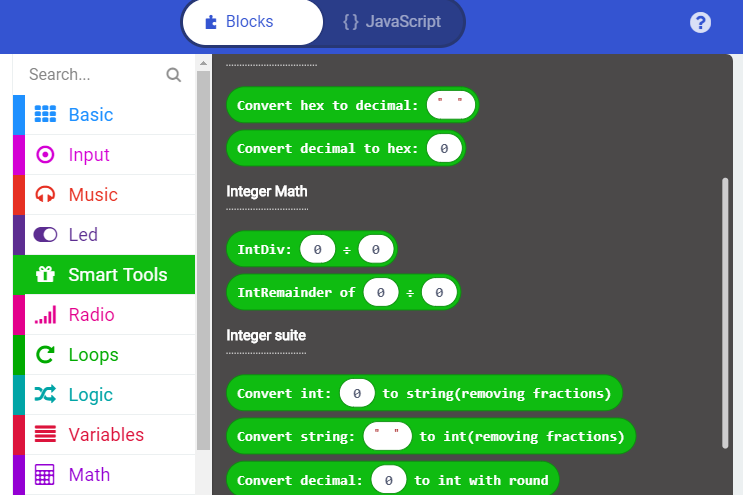 Blocks
{ } JavaScript
?
Search...
Basic
Input
Music
Led
Smart Tools
Radio
Loops
Logic
Variables
Math
Convert hex to decimal: " "
Convert decimal to hex: 0
Integer Math
IntDiv: 0 ÷ 0
IntRemainder of 0 ÷ 0
Integer suite
Convert int: 0 to string(removing fractions)
Convert string: " " to int(removing fractions)
Convert decimal: 0 to int with round